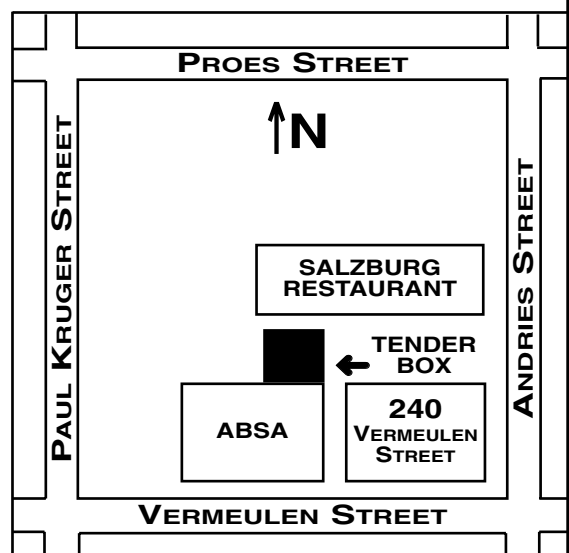 PROES STREET
N
PAUL KRUGER STREET
ANDRIES STREET
SALZBURG
RESTAURANT
TENDER
BOX
ABSA
240
VERMEULEN
STREET
VERMEULEN STREET